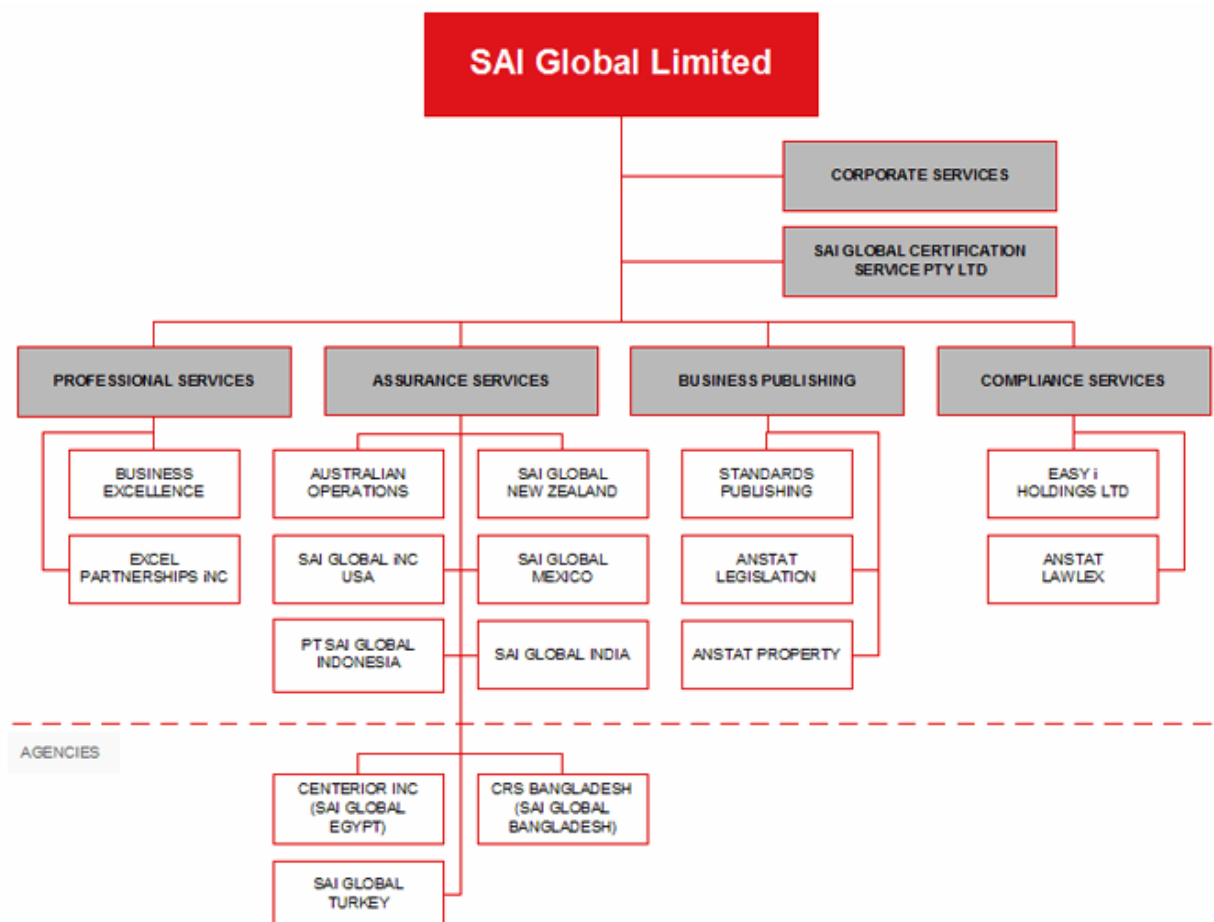 SAI Global Limited
CORPORATE SERVICES
SAI GLOBAL CERTIFICATION
SERVICE PTY LTD
PROFESSIONAL SERVICES
ASSURANCE SERVICES
BUSINESS PUBLISHING
COMPLIANCE SERVICES
BUSINESS
EXCELLENCE
AUSTRALIAN
OPERATIONS
SAI GLOBAL
NEW ZEALAND
STANDARDS
PUBLISHING
EASY i
HOLDINGS LTD
EXCEL
PARTNERSHIPS iNC
SAI GLOBAL iNC
USA
SAI GLOBAL
MEXICO
ANSTAT
LEGISLATION
ANSTAT
LAWLEX
PT SAI GLOBAL
INDONESIA
SAI GLOBAL INDIA
ANSTAT PROPERTY
AGENCIES
CENTERIOR INC
(SAI GLOBAL
EGYPT)
CRS BANGLADESH
(SAI GLOBAL
BANGLADESH)
SAI GLOBAL
TURKEY